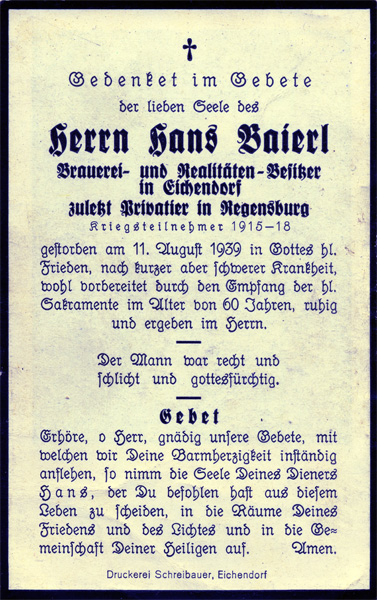 Gedenket im Gebete
der lieben Seele des
Herrn Hans Baierl
Brauerei- und Realitäten-Besitzer
in Eichendorf
zuletzt Privatier in Regensburg
Kriegsteilnehmer 1915-18
gestorben am 11. August 1939 in Gottes hl.
Frieden, nach kurzer aber schwerer Krankheit,
wohl vorbereitet durch den Empfang der hl.
Sakramente im Alter von 60 Jahren, ruhig
und ergeben im Herrn.
Der Mann war recht und
schlicht und gottesfürchtig.
Gebet
Erhöre, o Herr, gnädig unsere Gebete, mit
welchen wir Deine Barmherzigkeit inständig
anflehen, so nimm die Seele Deines Dieners
Hans, der Du befohlen hast aus diesem
Leben zu scheiden, in die Räume Deines
Friedens und des Lichtes und in die Ge=
meinschaft Deiner Heiligen auf. Amen.
Druckerei Schreibauer, Eichendorf